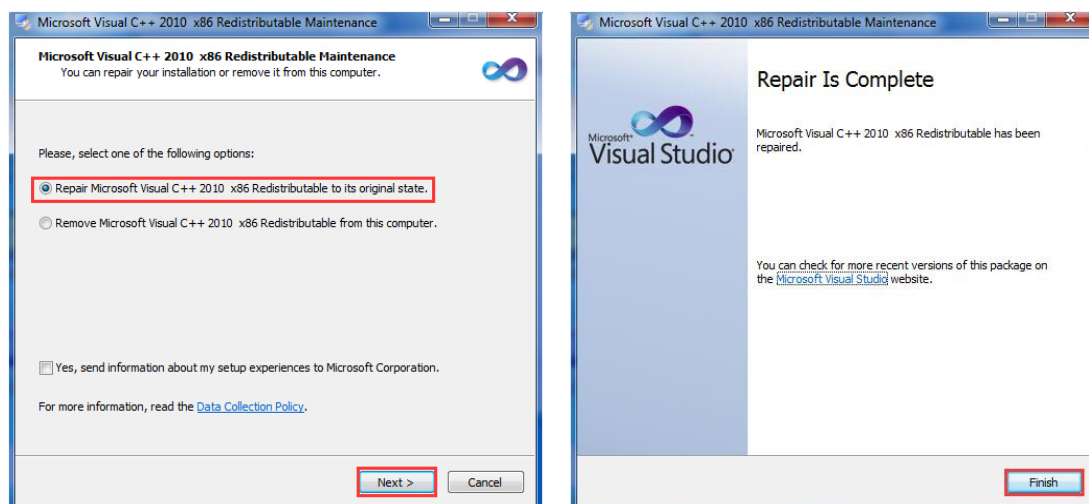 Microsoft Visual C++ 2010  x86 Redistributable Maintenance
Microsoft Visual C++ 2010  x86 Redistributable Maintenance
You can repair your installation or remove it from this computer.
Please, select one of the following options:
Repair Microsoft Visual C++ 2010  x86 Redistributable to its original state.
Remove Microsoft Visual C++ 2010  x86 Redistributable from this computer.
Yes, send information about my setup experiences to Microsoft Corporation.
For more information, read the Data Collection Policy.
Next >
Cancel
Microsoft Visual C++ 2010  x86 Redistributable Maintenance
Microsoft®
Visual Studio®
Repair Is Complete
Microsoft Visual C++ 2010  x86 Redistributable has been
repaired.
You can check for more recent versions of this package on
the Microsoft Visual Studio website.
Finish